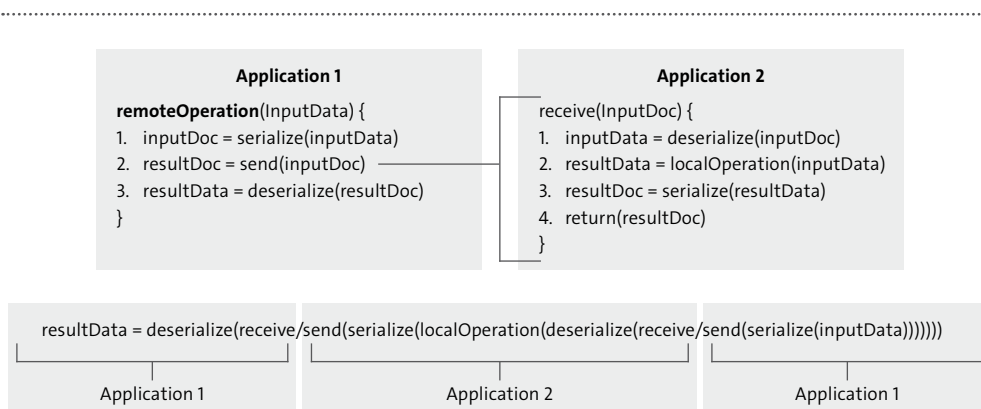 Application 1
remoteOperation(InputData) {
1. inputDoc = serialize(inputData)
2. resultDoc = send(inputDoc)
3. resultData = deserialize(resultDoc)
}
Application 2
receive(InputDoc) {
1. inputData = deserialize(inputDoc)
2. resultData = localOperation(inputData)
3. resultDoc = serialize(resultData)
4. return(resultDoc)
}
resultData = deserialize(receive/send(serialize(localOperation(deserialize(receive/send(serialize(inputData)))))))
Application 1
Application 2
Application 1